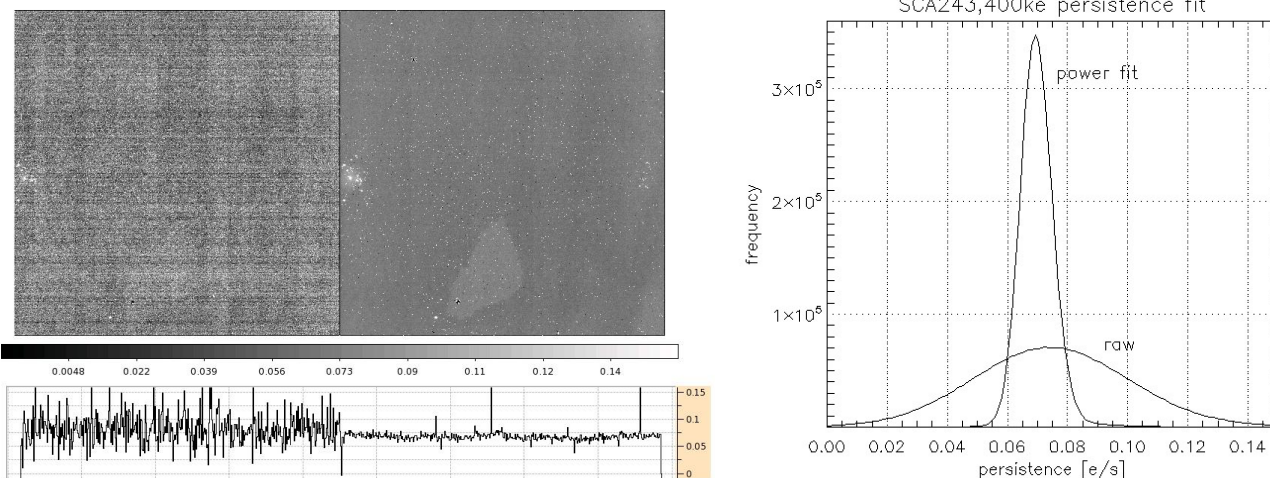 0.0048 0.022 0.039 0.056 0.073 0.09 0.11 0.12 0.14
0.15
0.1
0.05
0
SCA243,400ke persistence fit
3×10⁵
2×10⁵
1×10⁵
frequency
power fit
raw
0.00 0.02 0.04 0.06 0.08 0.10 0.12 0.14
persistence [e/s]